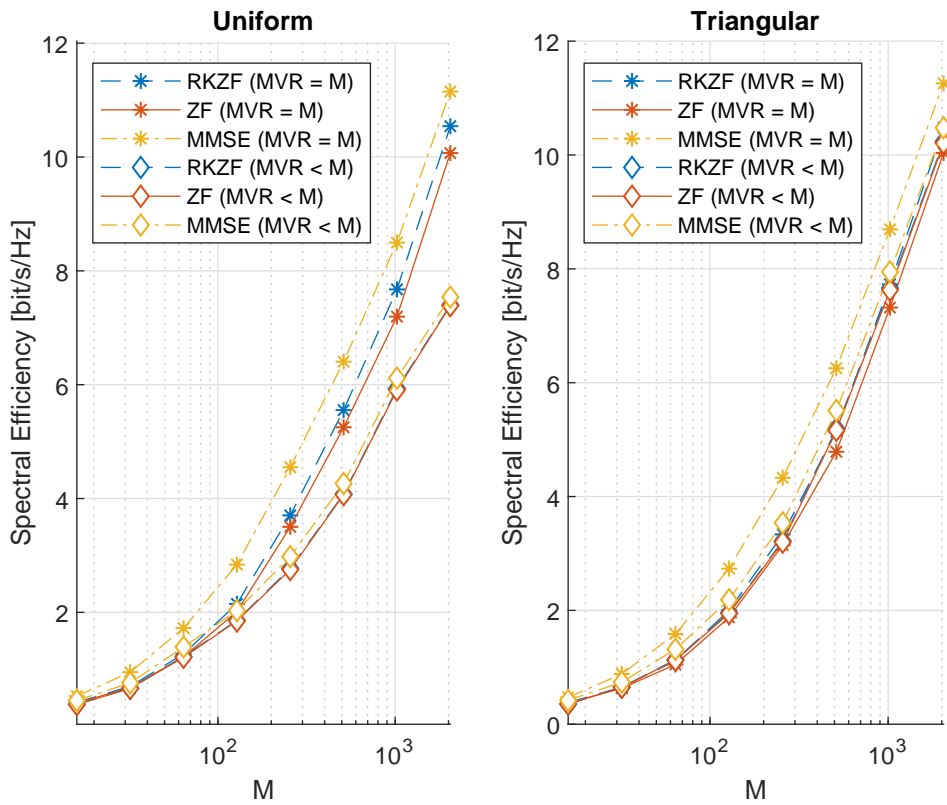 Uniform
Spectral Efficiency [bit/s/Hz]
12
10
8
6
4
2
RKZF (MVR = M)
ZF (MVR = M)
MMSE (MVR = M)
RKZF (MVR < M)
ZF (MVR < M)
MMSE (MVR < M)
10^2
10^3
M
Triangular
Spectral Efficiency [bit/s/Hz]
12
10
8
6
4
2
0
RKZF (MVR = M)
ZF (MVR = M)
MMSE (MVR = M)
RKZF (MVR < M)
ZF (MVR < M)
MMSE (MVR < M)
10^2
10^3
M